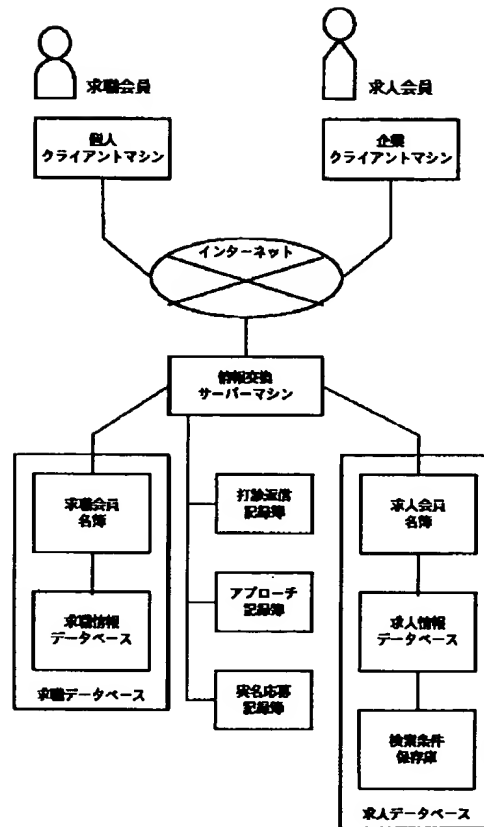 求職会員
求人会員
個人
クライアントマシン
企業
クライアントマシン
インターネット
情報交換
サーバーマシン
求職会員
名簿
打診返信
記録簿
求人会員
名簿
求職情報
データベース
アプローチ
記録簿
求人情報
データベース
求職データベース
実名応募
記録簿
検索条件
保存庫
求人データベース